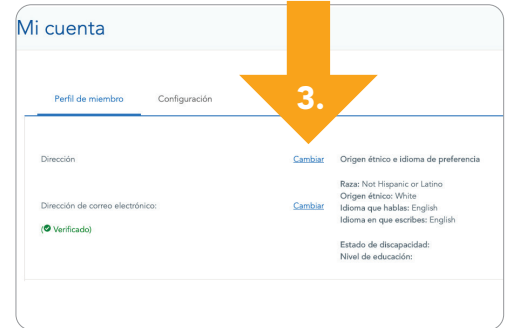 Mi cuenta
3.
Perfil de miembro
Configuración
Dirección
Cambiar
Dirección de correo electrónico:
Cambiar
(Verificado)
Origen étnico e idioma de preferencia
Raza: Not Hispanic or Latino
Origen étnico: White
Idioma que hablas: English
Idioma en que escribes: English
Estado de discapacidad:
Nivel de educación: